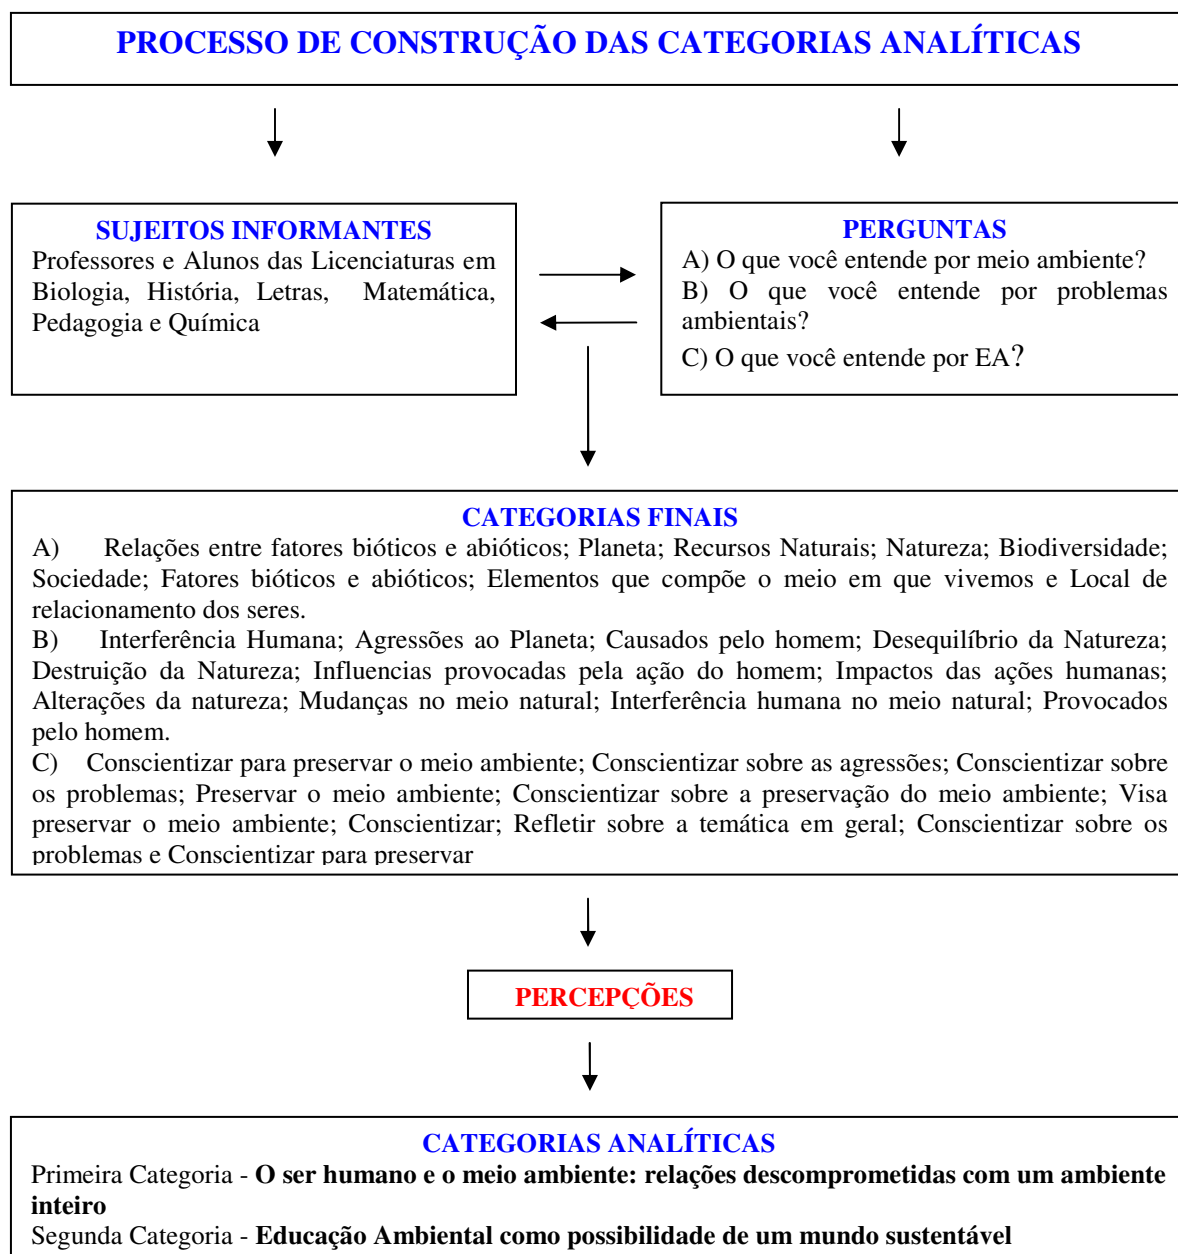 PROCESSO DE CONSTRUÇÃO DAS CATEGORIAS ANALÍTICAS
SUJEITOS INFORMANTES
Professores e Alunos das Licenciaturas em
Biologia, História, Letras, Matemática,
Pedagogia e Química
PERGUNTAS
A) O que você entende por meio ambiente?
B) O que você entende por problemas
ambientais?
C) O que você entende por EA?
CATEGORIAS FINAIS
A) Relações entre fatores bióticos e abióticos; Planeta; Recursos Naturais; Natureza; Biodiversidade;
Sociedade; Fatores bióticos e abióticos; Elementos que compõe o meio em que vivemos e Local de
relacionamento dos seres.
B) Interferência Humana; Agressões ao Planeta; Causados pelo homem; Desequilíbrio da Natureza;
Destruição da Natureza; Influencias provocadas pela ação do homem; Impactos das ações humanas;
Alterações da natureza; Mudanças no meio natural; Interferência humana no meio natural; Provocados
pelo homem.
C) Conscientizar para preservar o meio ambiente; Conscientizar sobre as agressões; Conscientizar sobre
os problemas; Preservar o meio ambiente; Conscientizar sobre a preservação do meio ambiente; Visa
preservar o meio ambiente; Conscientizar; Refletir sobre a temática em geral; Conscientizar sobre os
problemas e Conscientizar para preservar
PERCEPÇÕES
CATEGORIAS ANALÍTICAS
Primeira Categoria - O ser humano e o meio ambiente: relações descomprometidas com um ambiente
inteiro
Segunda Categoria - Educação Ambiental como possibilidade de um mundo sustentável